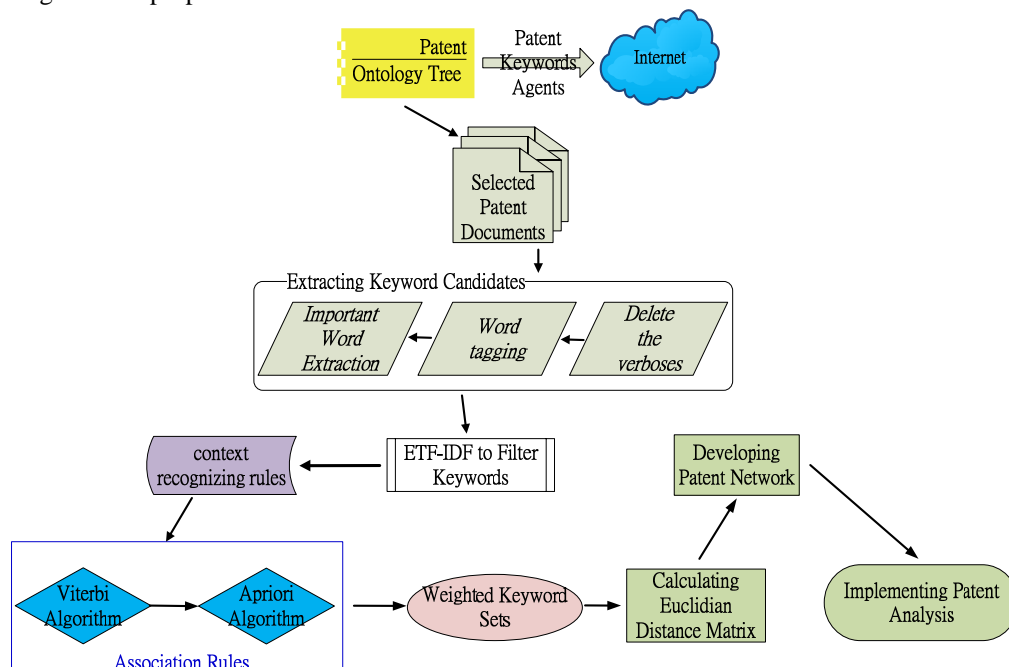 Patent
Ontology Tree
Patent
Keywords
Agents
Internet
Selected
Patent
Documents
Extracting Keyword Candidates
Important
Word
Extraction
Word
tagging
Delete
the
verboses
context
recognizing rules
ETF-IDF to Filter
Keywords
Developing
Patent Network
Viterbi
Algorithm
Apriori
Algorithm
Weighted Keyword
Sets
Calculating
Euclidian
Distance Matrix
Implementing Patent
Analysis
Association Rules